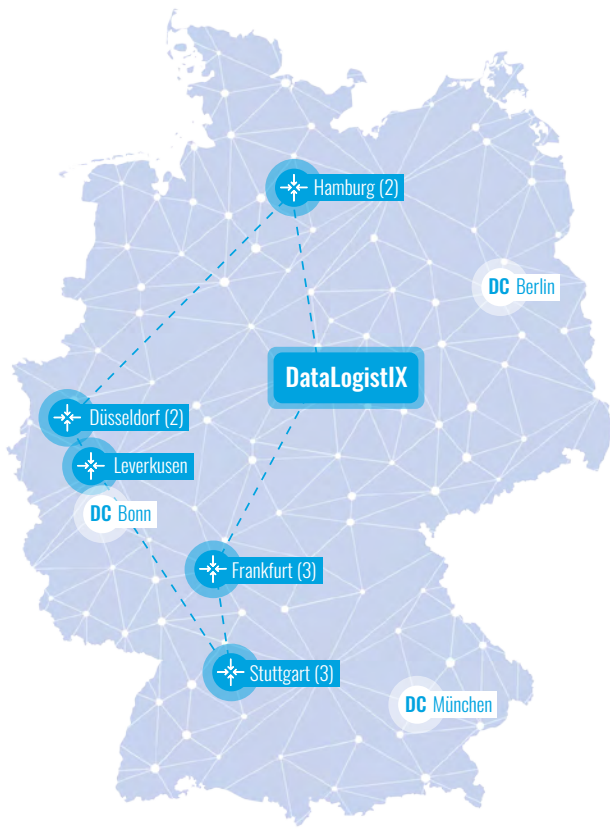 Hamburg (2)
DC Berlin
DataLogistIX
Düsseldorf (2)
Leverkusen
DC Bonn
Frankfurt (3)
Stuttgart (3)
DC München